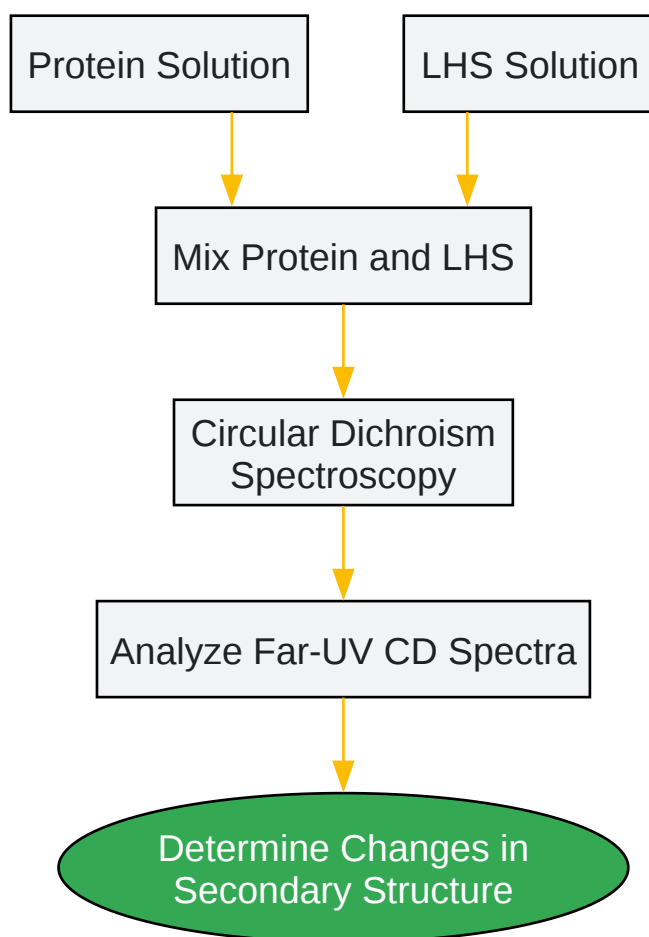 Protein Solution
LHS Solution
Mix Protein and LHS
Circular Dichroism
Spectroscopy
Analyze Far-UV CD Spectra
Determine Changes in
Secondary Structure